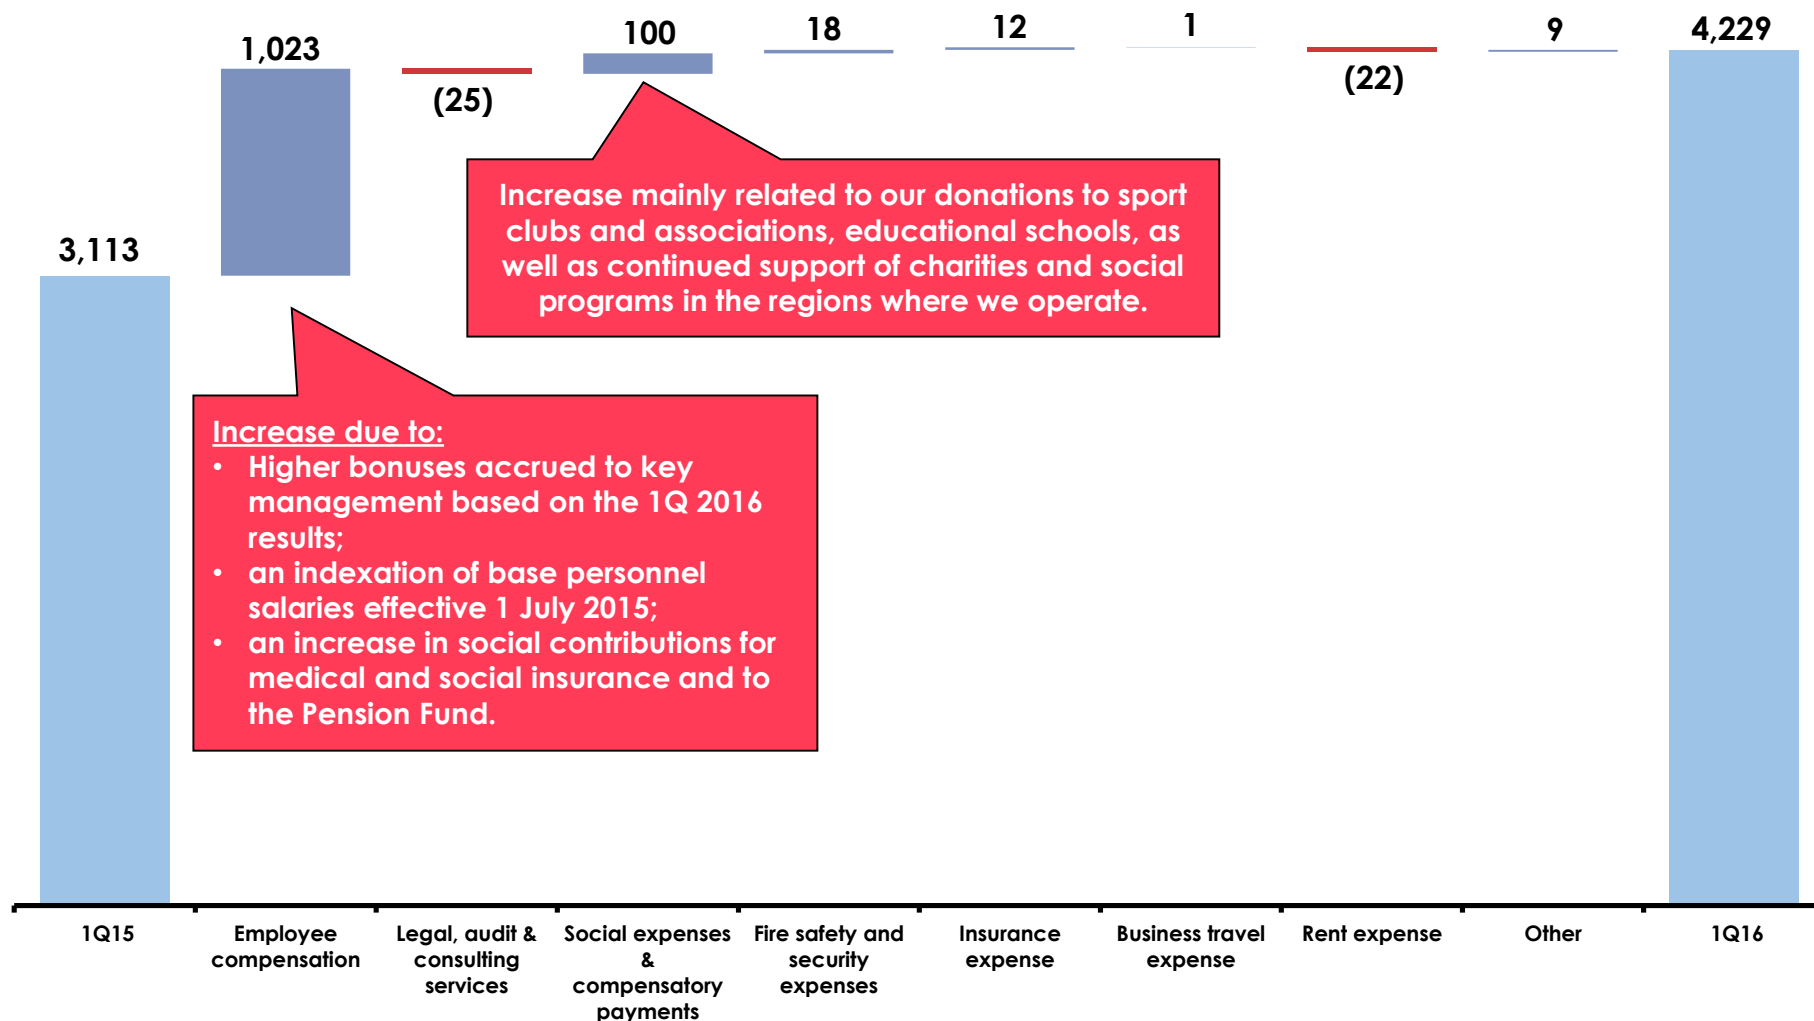 1,023
(25)
100
18
12
1
(22)
9
4,229
3,113
Increase mainly related to our donations to sport
clubs and associations, educational schools, as
well as continued support of charities and social
programs in the regions where we operate.
Increase due to:
• Higher bonuses accrued to key
management based on the 1Q 2016
results;
• an indexation of base personnel
salaries effective 1 July 2015;
• an increase in social contributions for
medical and social insurance and to
the Pension Fund.
1Q15
Employee
compensation
Legal, audit &
consulting
services
Social expenses
&
compensatory
payments
Fire safety and
security
expenses
Insurance
expense
Business travel
expense
Rent expense
Other
1Q16